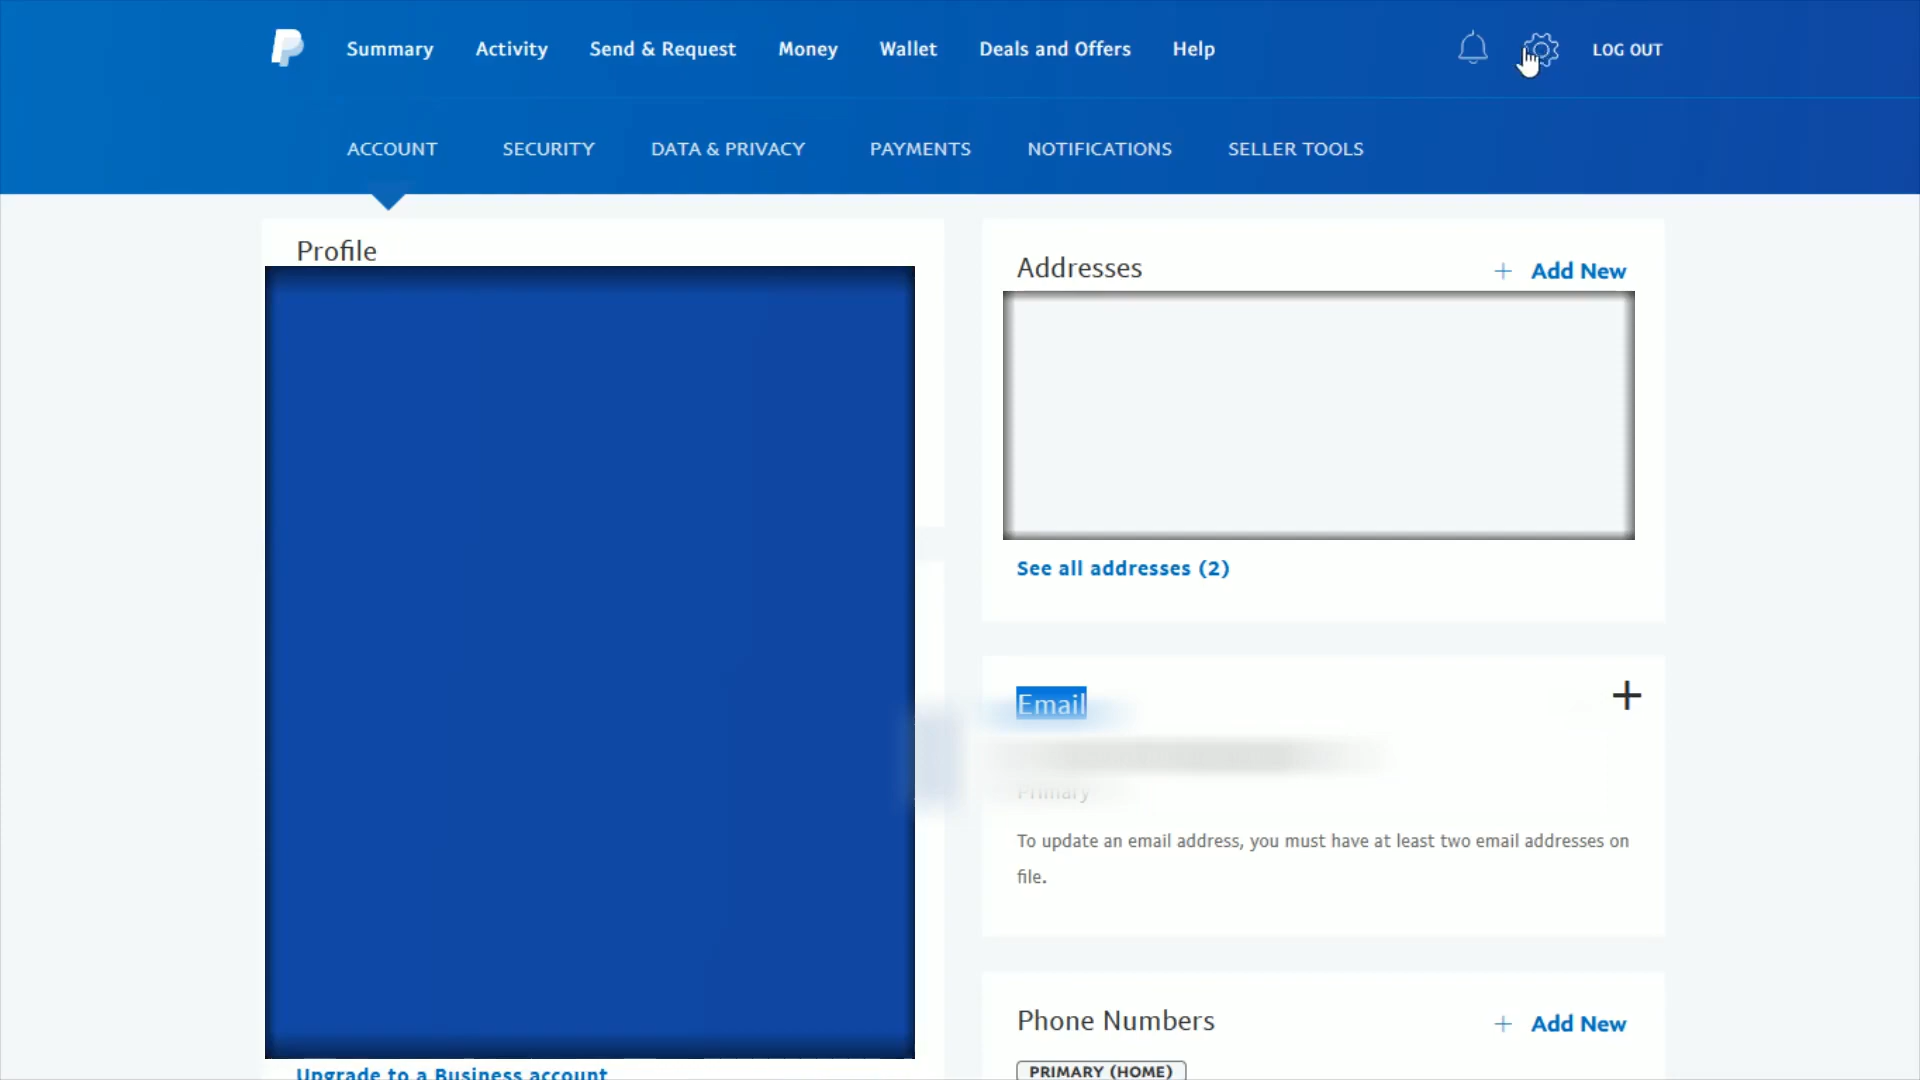 Summary Activity Send & Request Money Wallet Deals and Offers Help LOG OUT
ACCOUNT SECURITY DATA & PRIVACY PAYMENTS NOTIFICATIONS SELLER TOOLS
Profile
Upgrade to a Business account
Addresses
+ Add New
See all addresses (2)
Email
Primary
To update an email address, you must have at least two email addresses on
file.
Phone Numbers
+ Add New
PRIMARY (HOME)